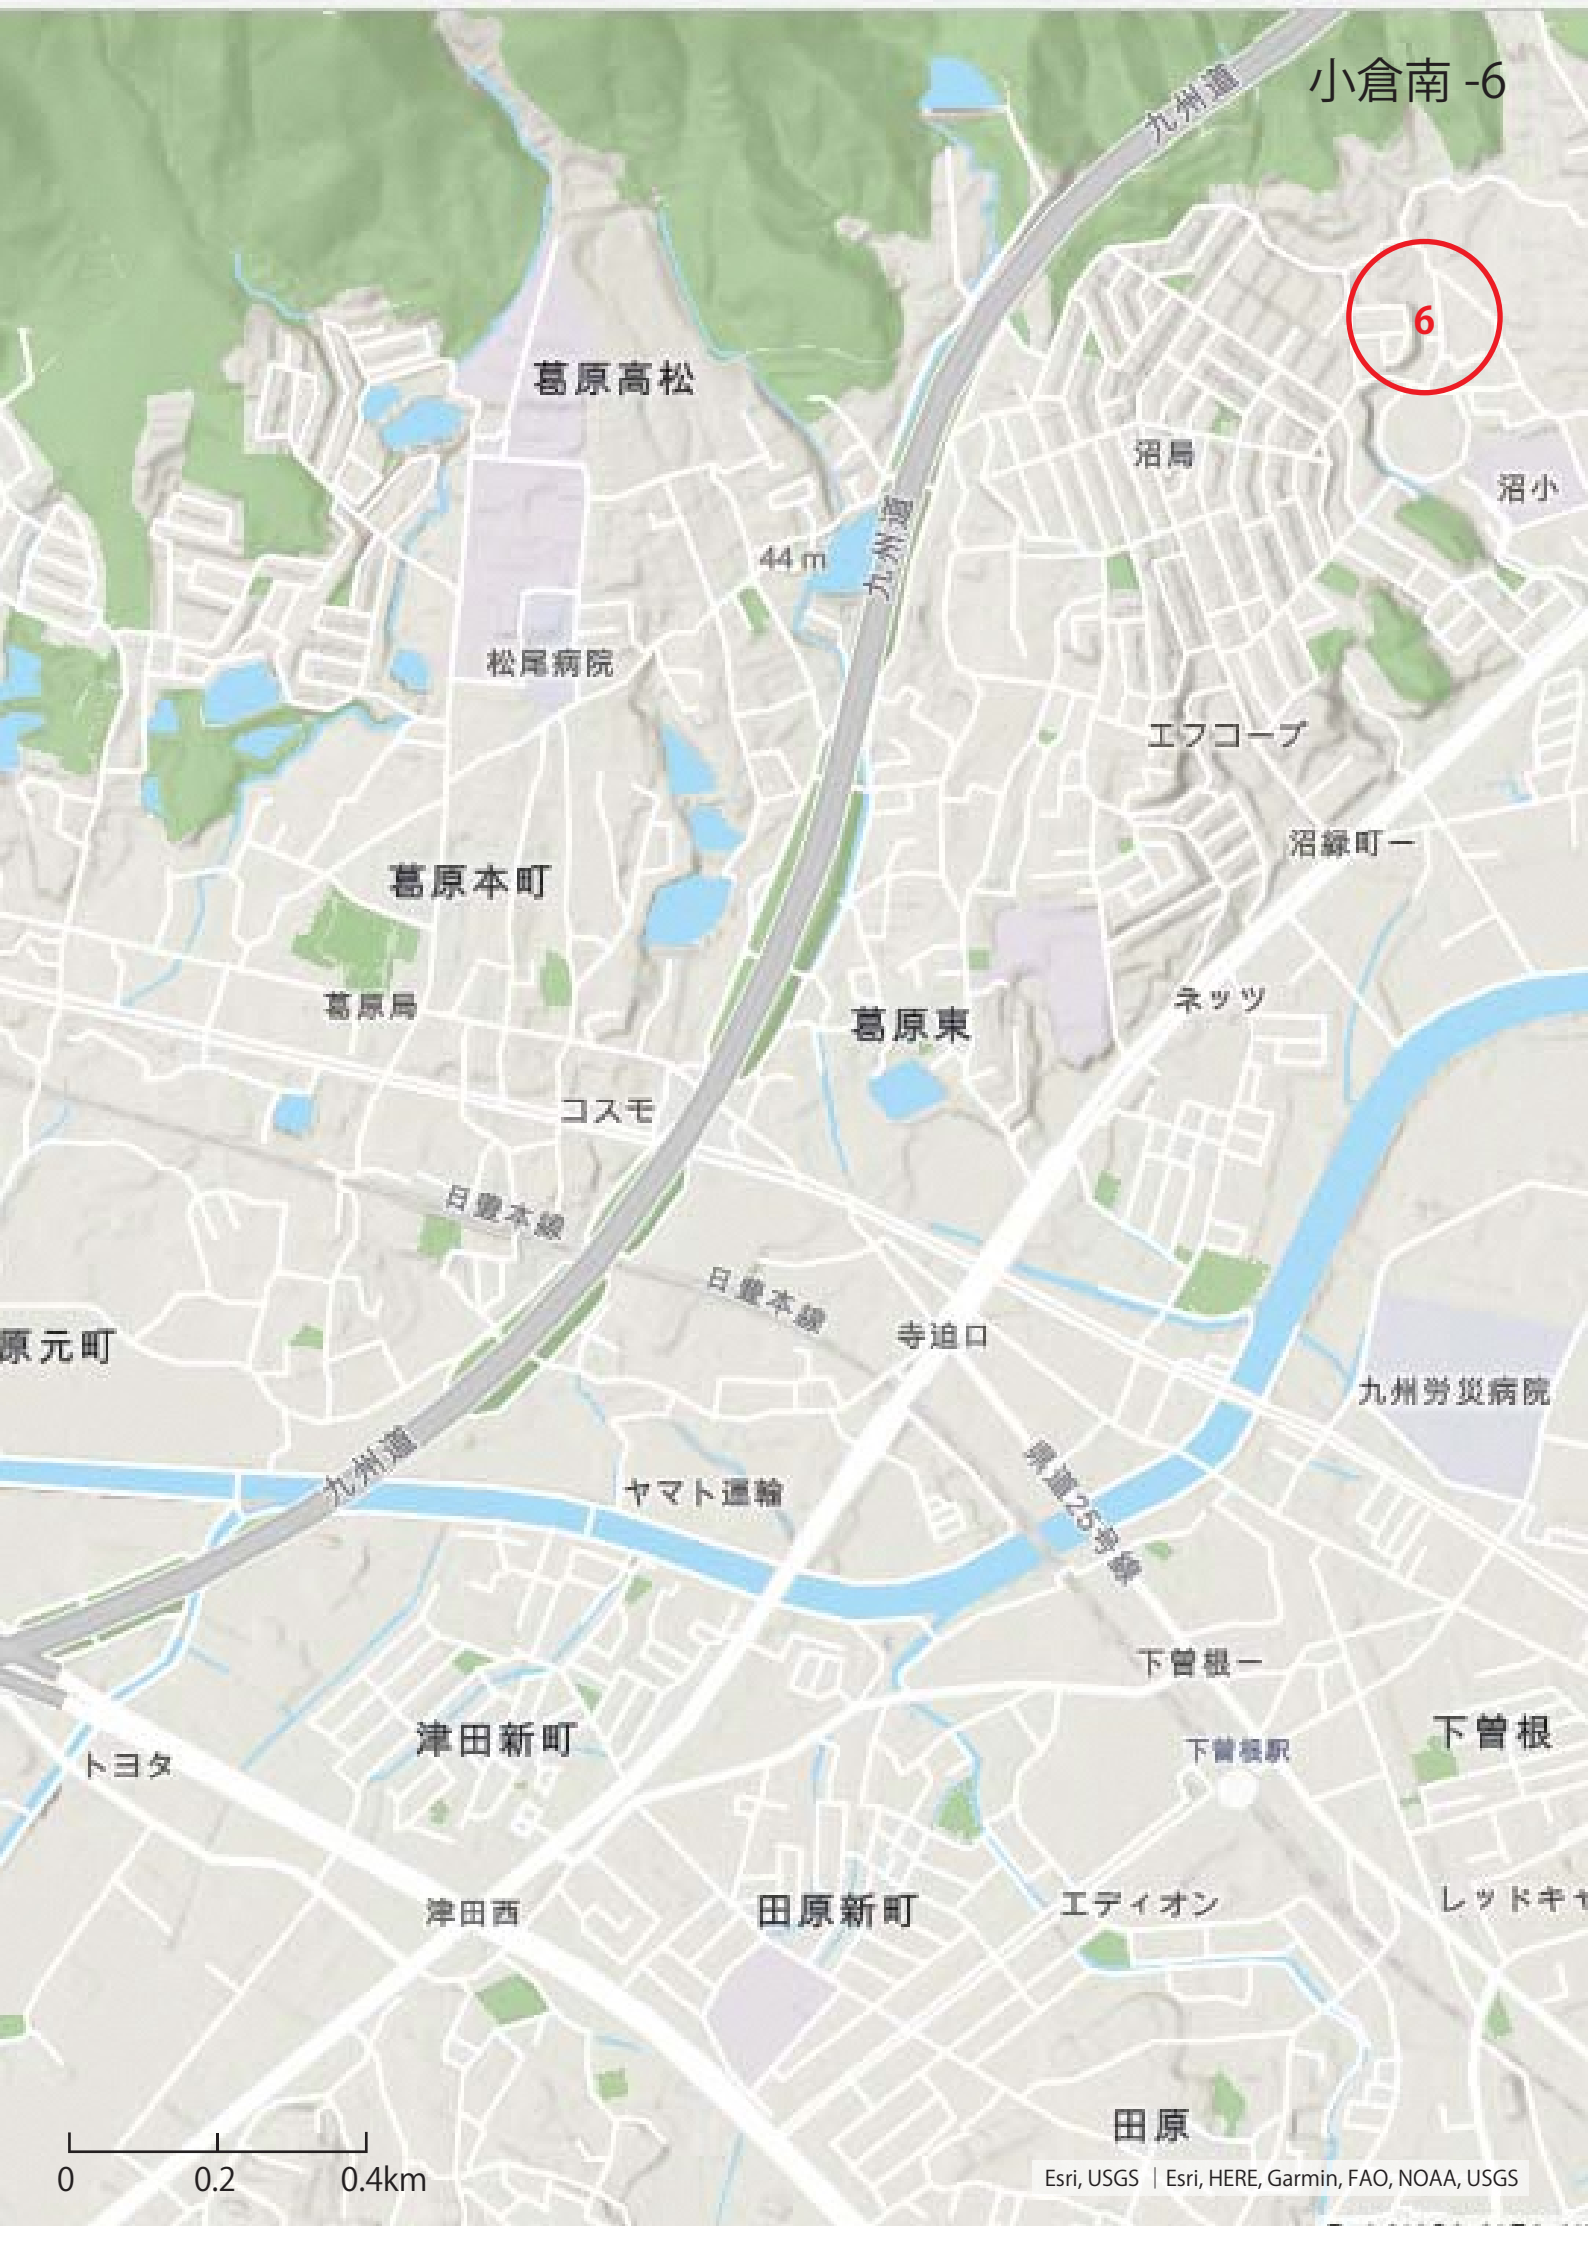 小倉南 -6
九州道
6
葛原高松
沼局
沼小
九州道
44 m
松尾病院
エフコープ
沼緑町一
葛原本町
ネッツ
葛原局
葛原東
コスモ
日豊本線
日豊本線
寺迫口
原元町
九州労災病院
九州道
県道25号線
ヤマト運輸
下曽根一
下曽根
津田新町
下曽根駅
トヨタ
レッドキャ
エディオン
津田西
田原新町
田原
0 0.2 0.4km
Esri, USGS | Esri, HERE, Garmin, FAO, NOAA, USGS